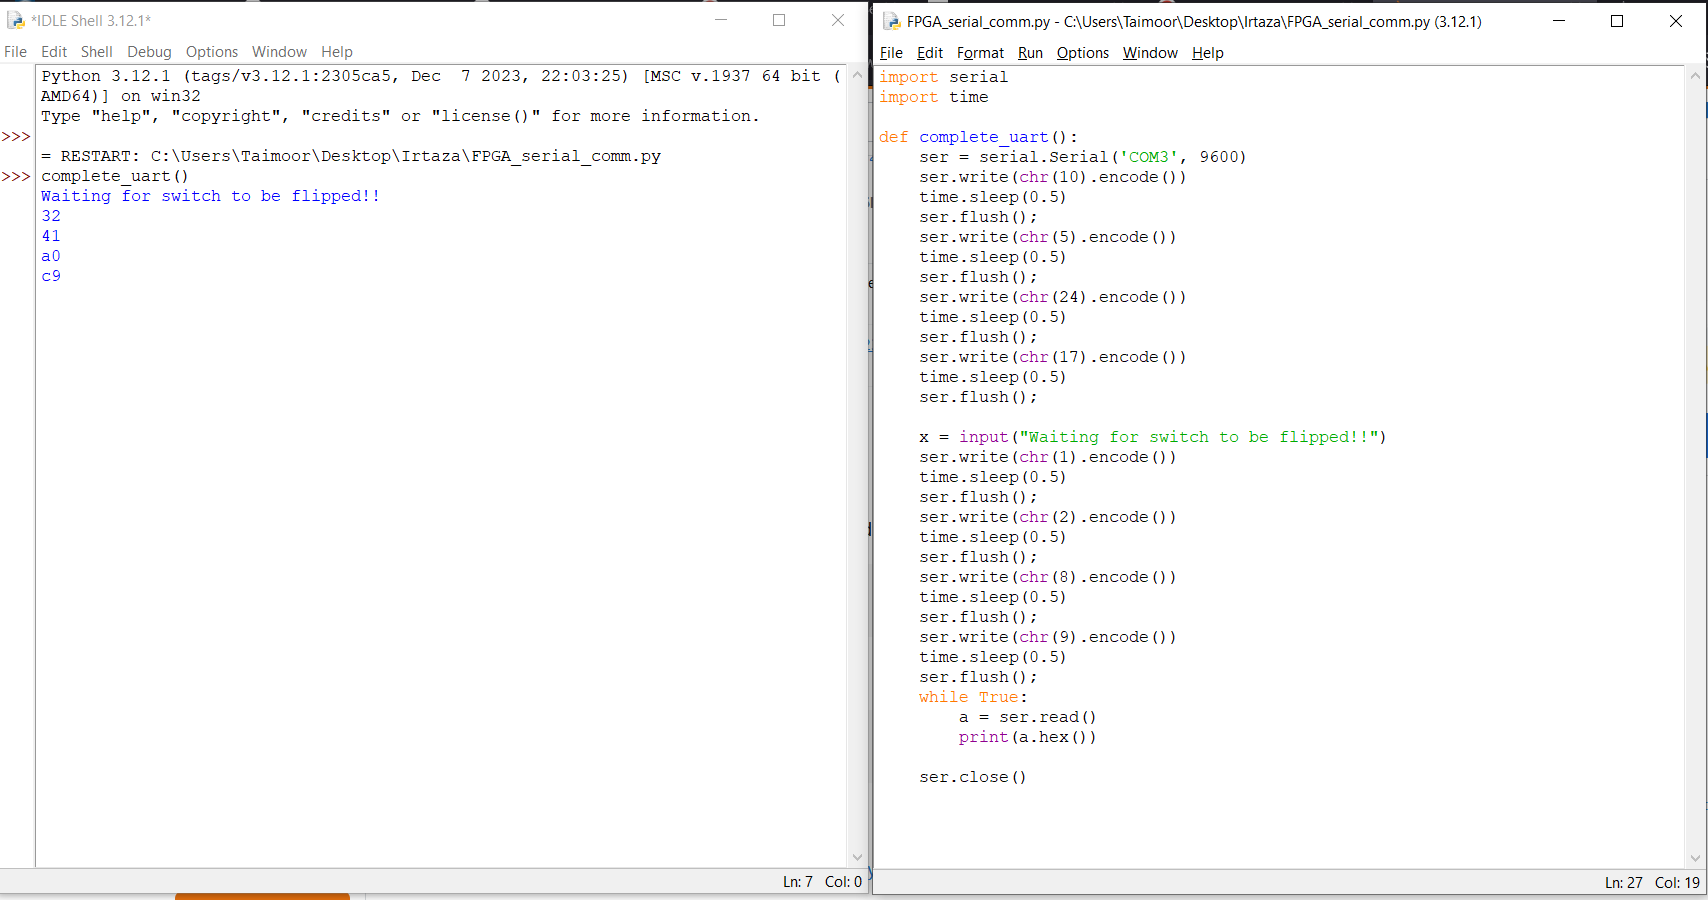 *IDLE Shell 3.12.1*
File Edit Shell Debug Options Window Help
Python 3.12.1 (tags/v3.12.1:2305ca5, Dec  7 2023, 22:03:25) [MSC v.1937 64 bit (
AMD64)] on win32
Type "help", "copyright", "credits" or "license()" for more information.
>>>
= RESTART: C:\Users\Taimoor\Desktop\Irtaza\FPGA_serial_comm.py
>>> complete_uart()
Waiting for switch to be flipped!!
32
41
a0
c9
Ln: 7 Col: 0
FPGA_serial_comm.py - C:\Users\Taimoor\Desktop\Irtaza\FPGA_serial_comm.py (3.12.1)
File Edit Format Run Options Window Help
import serial
import time
def complete_uart():
    ser = serial.Serial('COM3', 9600)
    ser.write(chr(10).encode())
    time.sleep(0.5)
    ser.flush();
    ser.write(chr(5).encode())
    time.sleep(0.5)
    ser.flush();
    ser.write(chr(24).encode())
    time.sleep(0.5)
    ser.flush();
    ser.write(chr(17).encode())
    time.sleep(0.5)
    ser.flush();
    x = input("Waiting for switch to be flipped!!")
    ser.write(chr(1).encode())
    time.sleep(0.5)
    ser.flush();
    ser.write(chr(2).encode())
    time.sleep(0.5)
    ser.flush();
    ser.write(chr(8).encode())
    time.sleep(0.5)
    ser.flush();
    ser.write(chr(9).encode())
    time.sleep(0.5)
    ser.flush();
    while True:
        a = ser.read()
        print(a.hex())
    ser.close()
Ln: 27 Col: 19